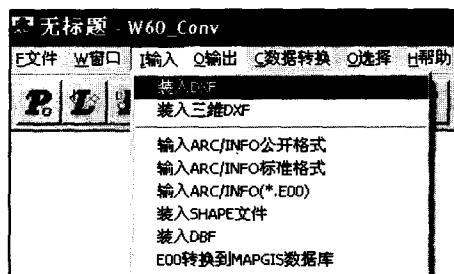 无标题 - W60_Conv
F文件 W窗口 I输入 O输出 C数据转换 O选择 H帮助
装入DXF
装入三维DXF
输入ARC/INFO公开格式
输入ARC/INFO标准格式
输入ARC/INFO(*.E00)
装入SHAPE文件
装入DBF
E00转换到MAPGIS数据库
P. L